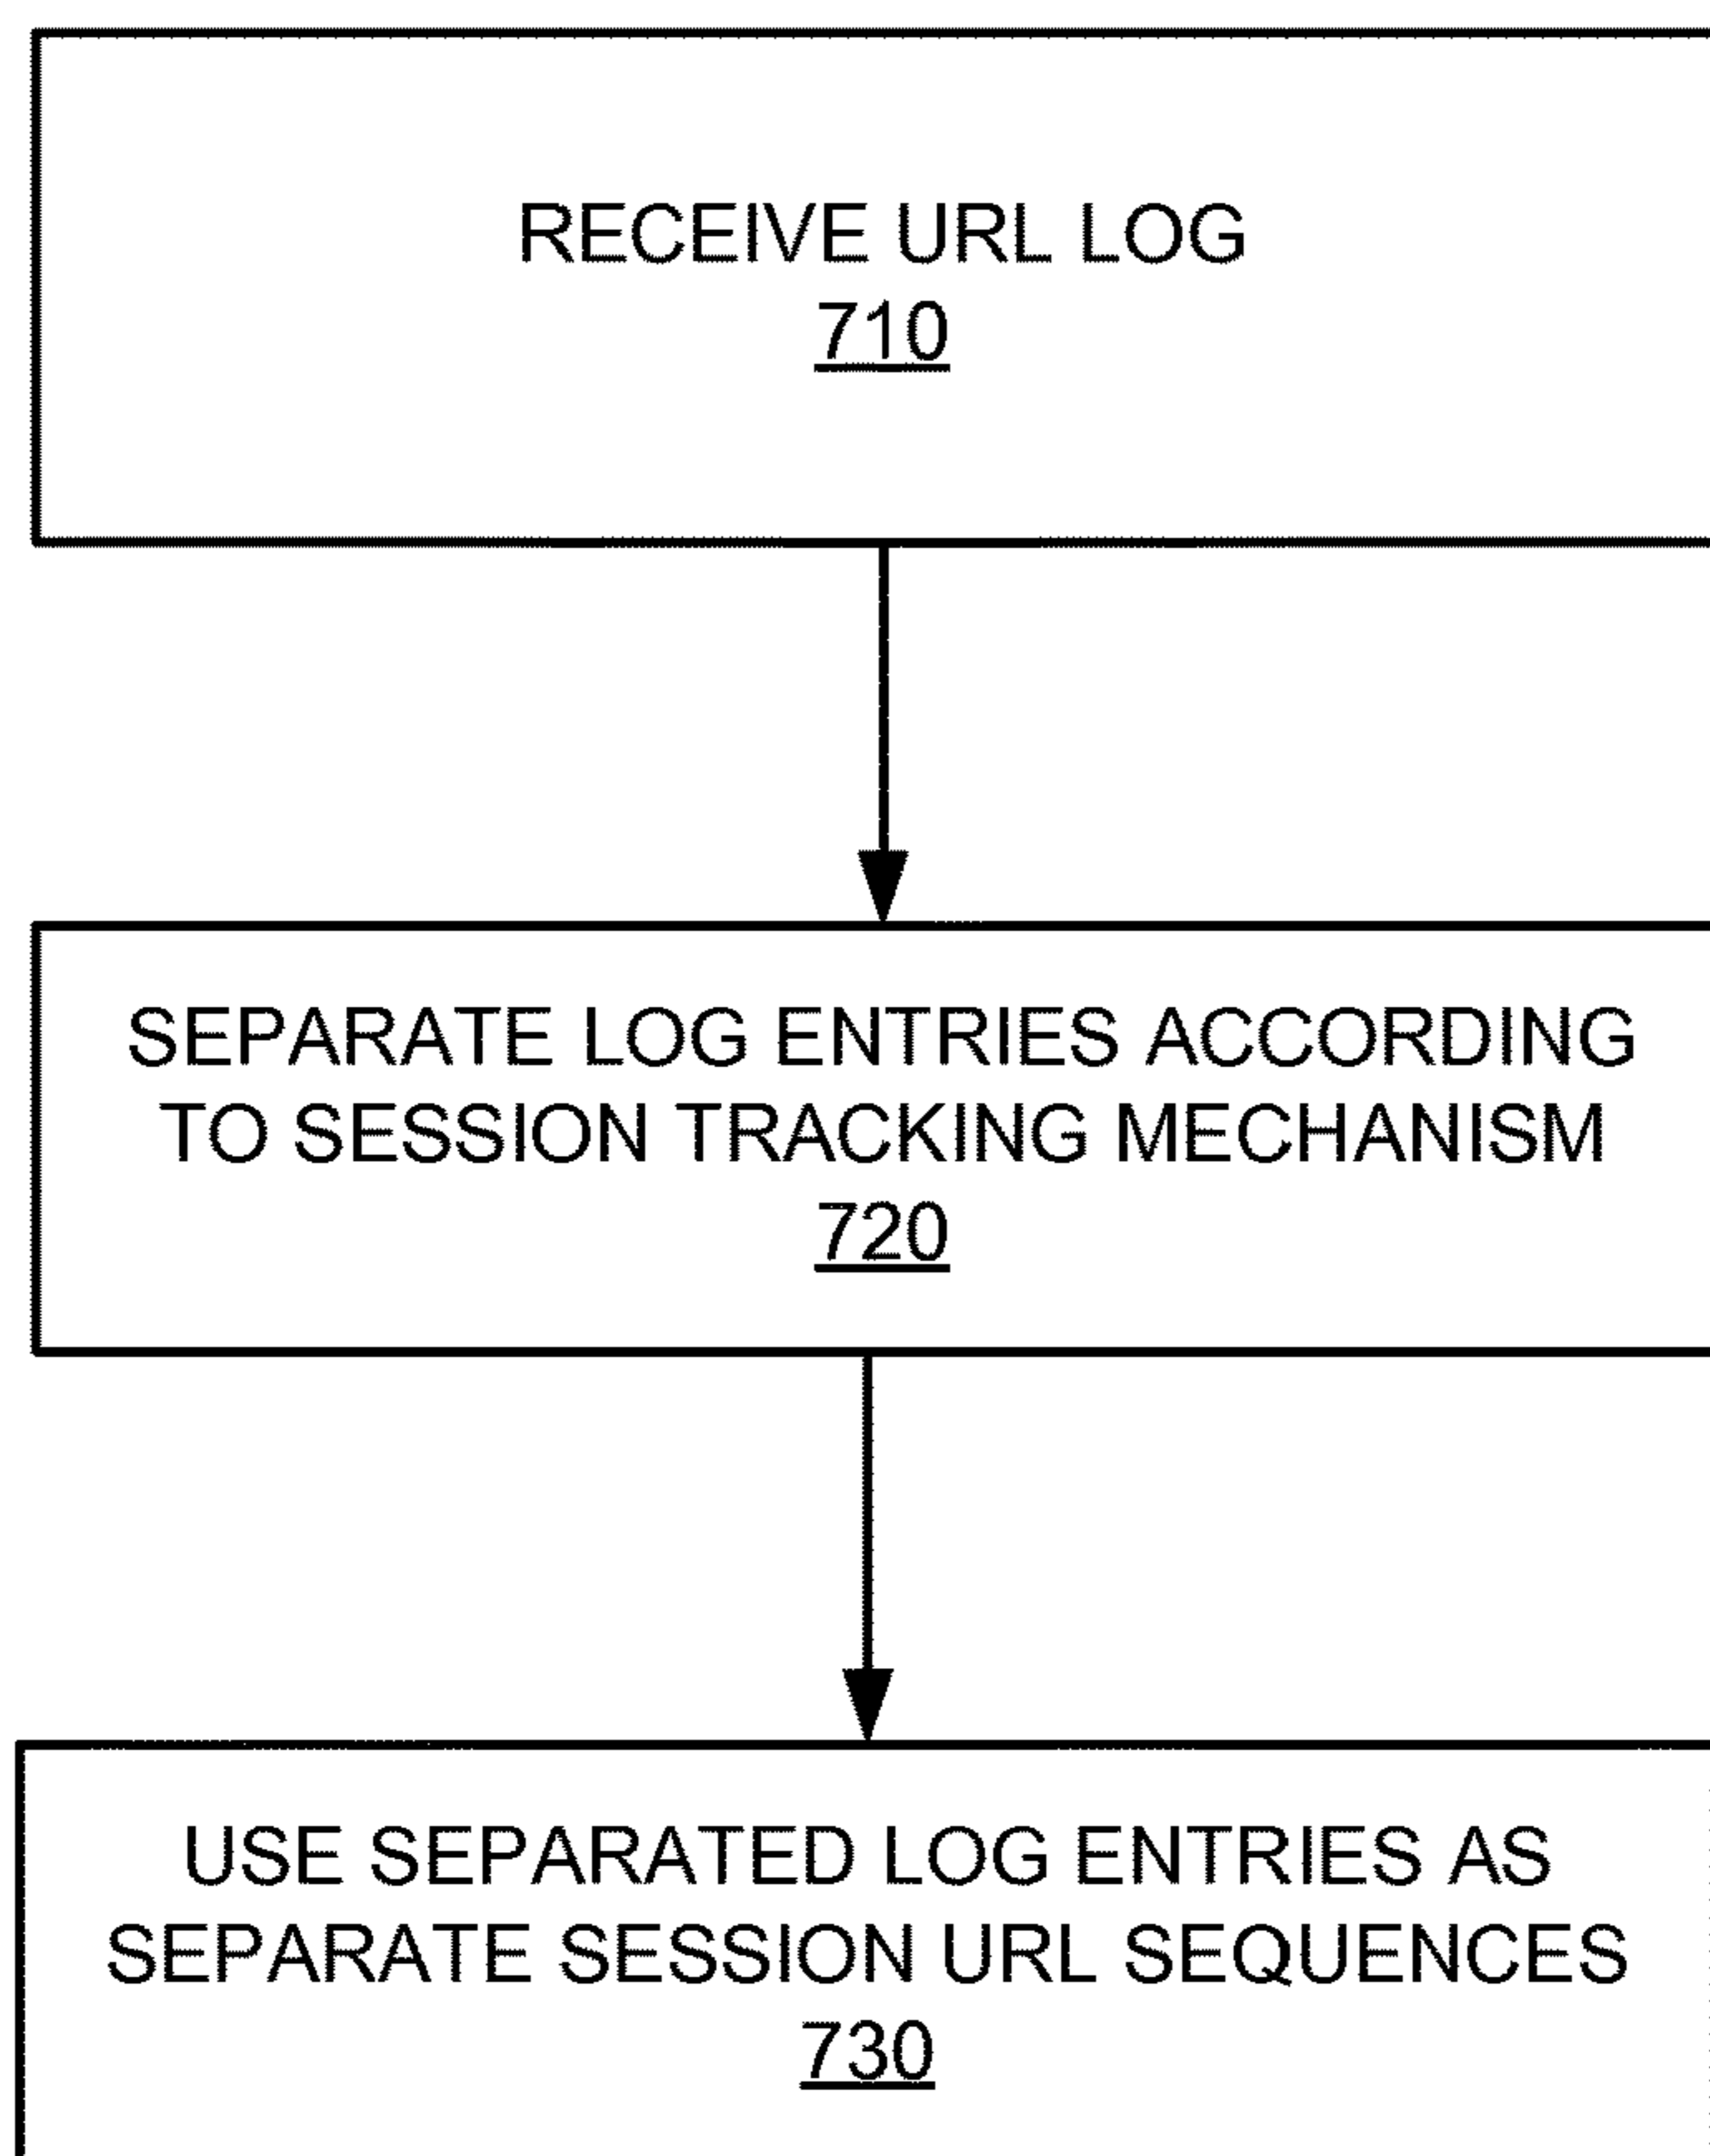 RECEIVE URL LOG
710
SEPARATE LOG ENTRIES ACCORDING
TO SESSION TRACKING MECHANISM
720
USE SEPARATED LOG ENTRIES AS
SEPARATE SESSION URL SEQUENCES
730